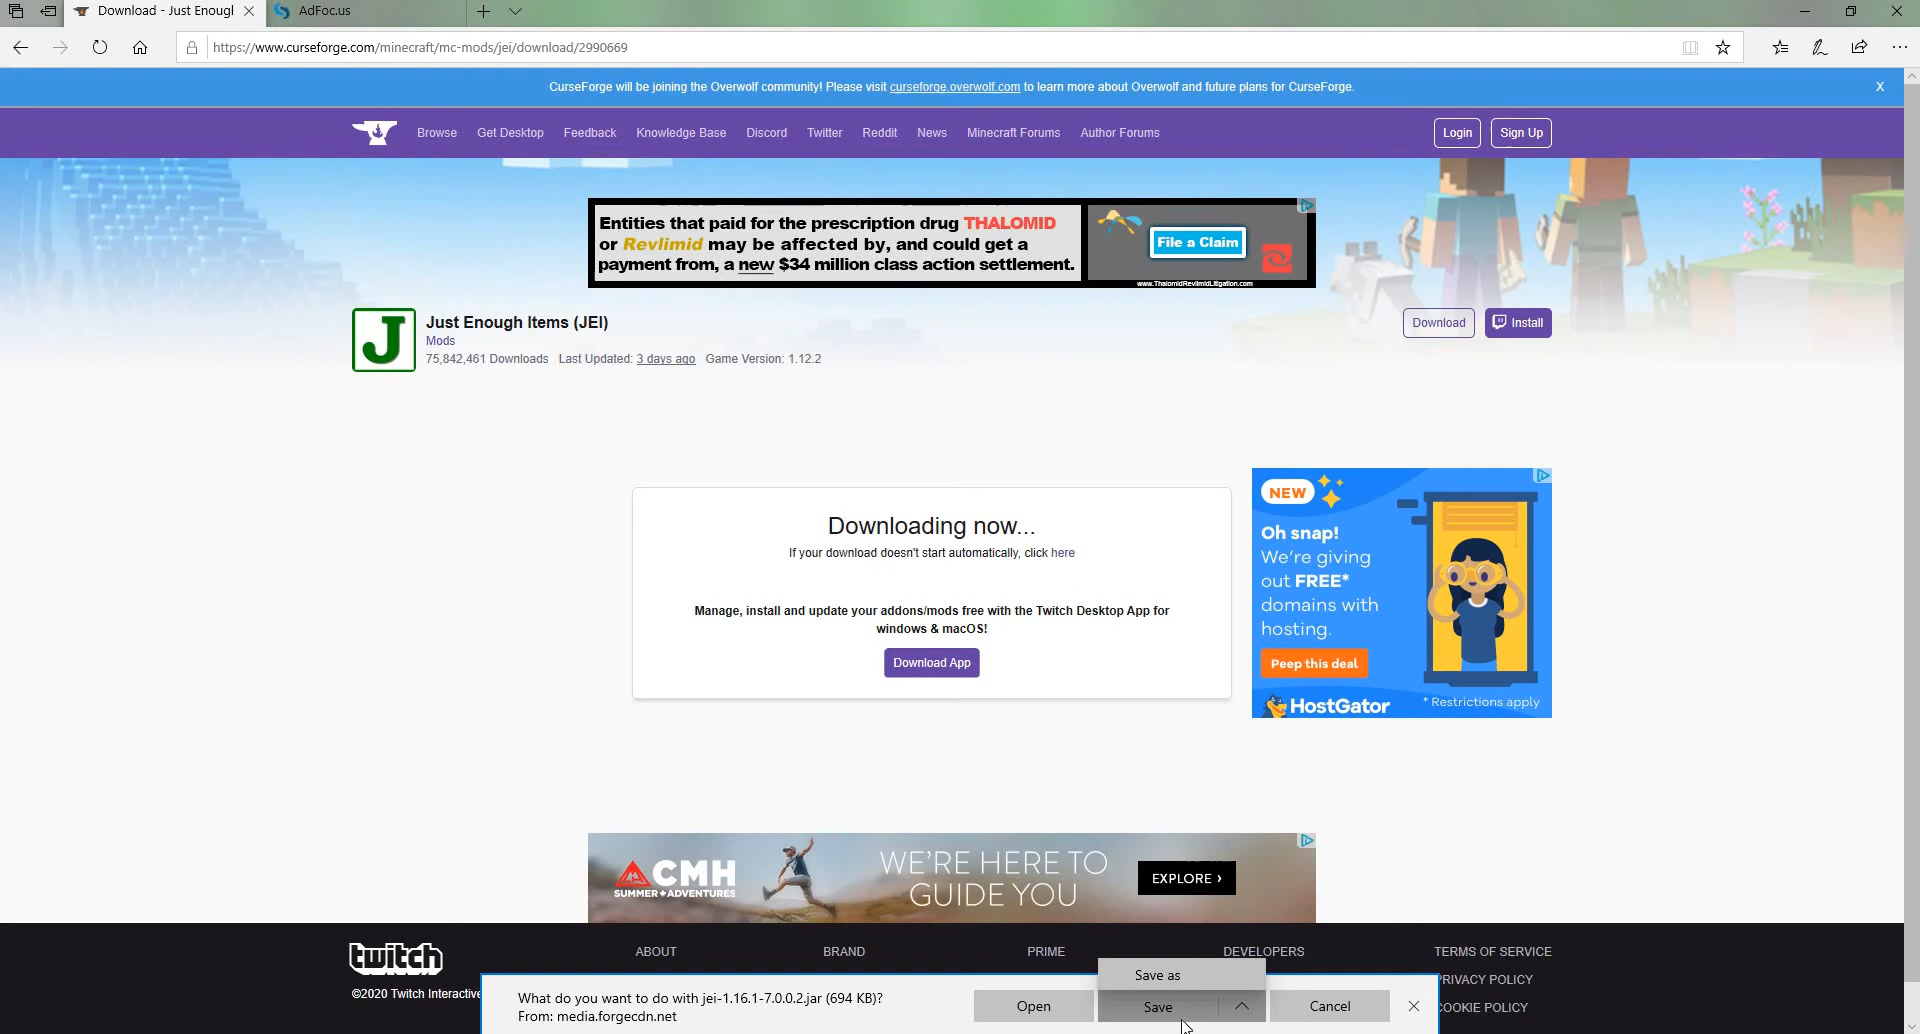 Download - Just Enougl
AdFoc.us
https://www.curseforge.com/minecraft/mc-mods/jei/download/2990669
CurseForge will be joining the Overwolf community! Please visit curseforge.overwolf.com to learn more about Overwolf and future plans for CurseForge.
X
Browse Get Desktop Feedback Knowledge Base Discord Twitter Reddit News Minecraft Forums Author Forums
Login Sign Up
Entities that paid for the prescription drug THALOMID
or Revlimid may be affected by, and could get a
payment from, a new $34 million class action settlement.
File a Claim
www.ThalomidRevlimidLitigation.com
J
Just Enough Items (JEI)
Mods
75,842,461 Downloads Last Updated: 3 days ago Game Version: 1.12.2
Download Install
Downloading now...
If your download doesn't start automatically, click here
Manage, install and update your addons/mods free with the Twitch Desktop App for
windows & macOS!
Download App
NEW
Oh snap!
We're giving
out FREE*
domains with
hosting.
Peep this deal
HostGator
* Restrictions apply
CMH
SUMMER+ADVENTURES
WE'RE HERE TO
GUIDE YOU
EXPLORE ›
twitch
©2020 Twitch Interactive
ABOUT BRAND PRIME DEVELOPERS TERMS OF SERVICE
PRIVACY POLICY
COOKIE POLICY
Save as
What do you want to do with jei-1.16.1-7.0.0.2.jar (694 KB)?
From: media.forgecdn.net
Open Save Cancel